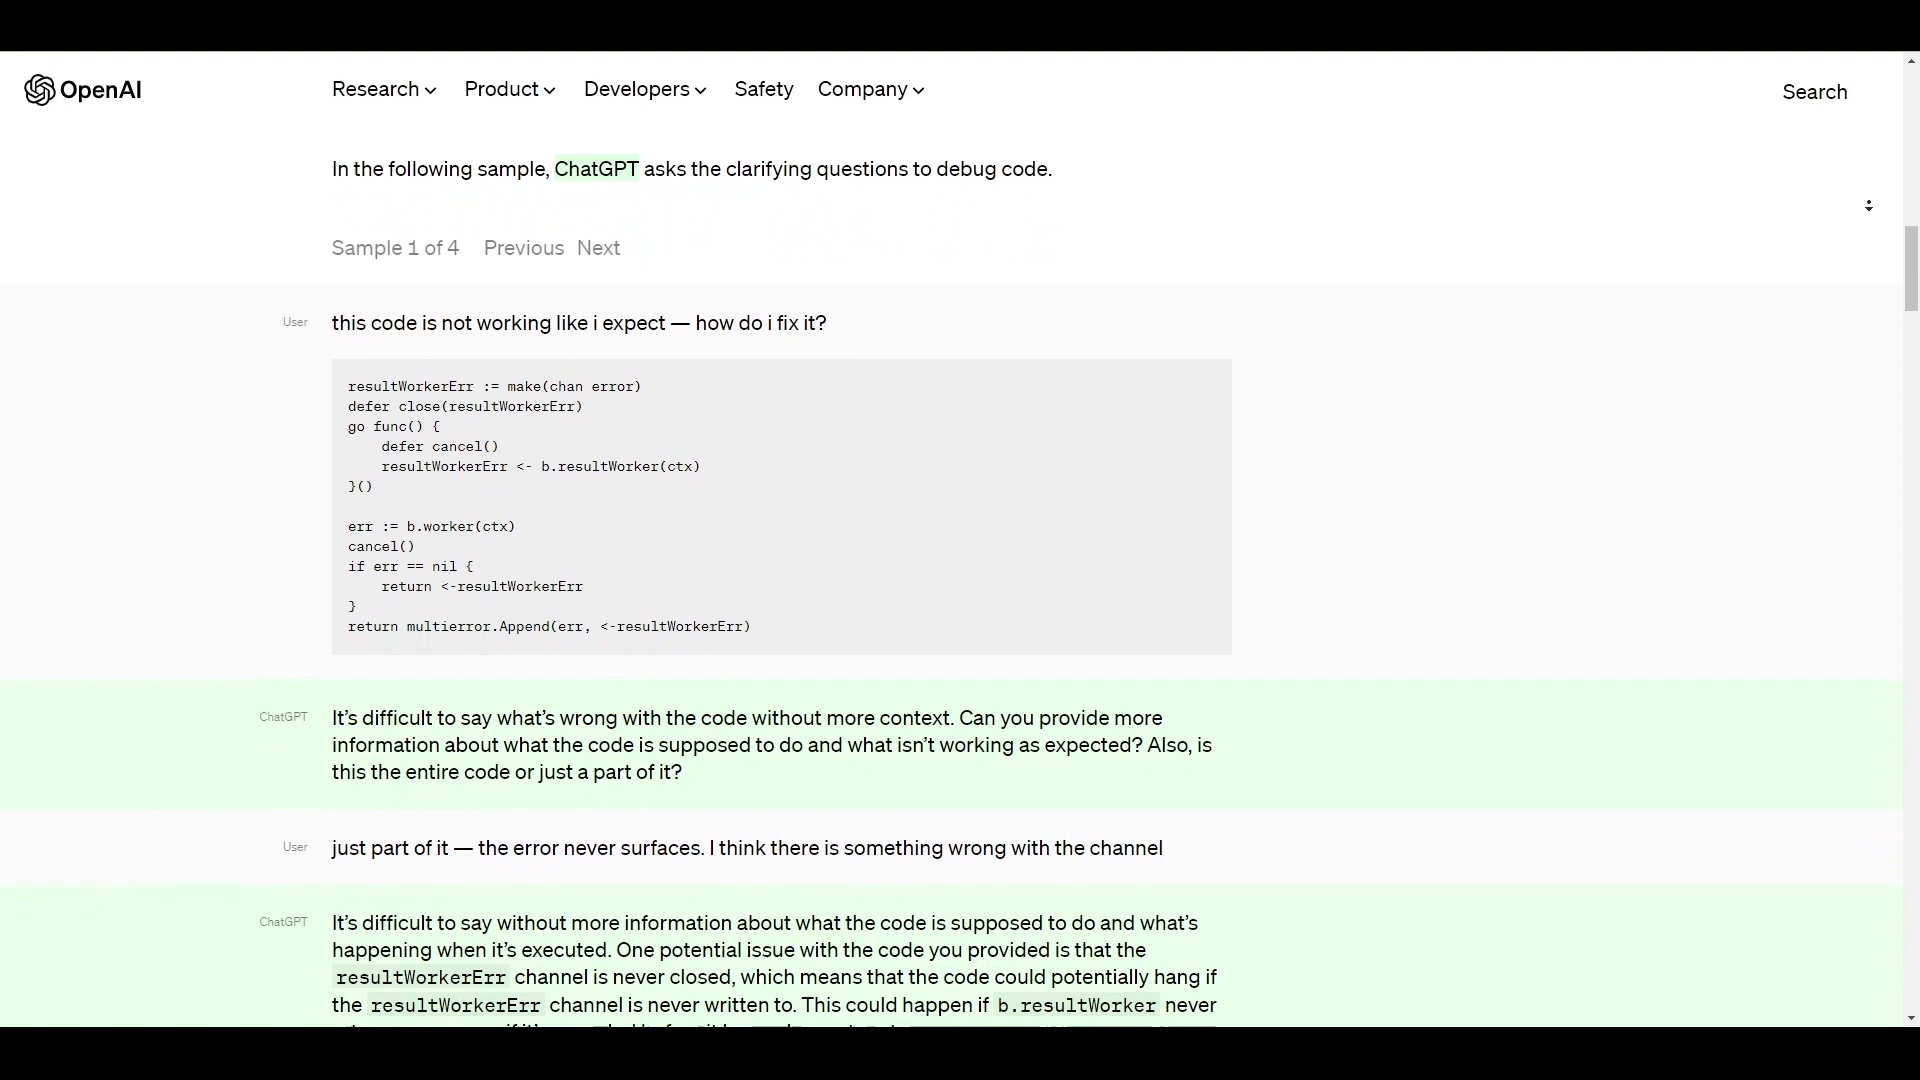 OpenAI
Research Product Developers Safety Company
Search
In the following sample, ChatGPT asks the clarifying questions to debug code.
Sample 1 of 4 Previous Next
User
this code is not working like i expect — how do i fix it?
resultWorkerErr := make(chan error)
defer close(resultWorkerErr)
go func() {
    defer cancel()
    resultWorkerErr <- b.resultWorker(ctx)
}()
err := b.worker(ctx)
cancel()
if err == nil {
    return <-resultWorkerErr
}
return multierror.Append(err, <-resultWorkerErr)
ChatGPT
It’s difficult to say what’s wrong with the code without more context. Can you provide more
information about what the code is supposed to do and what isn’t working as expected? Also, is
this the entire code or just a part of it?
User
just part of it — the error never surfaces. I think there is something wrong with the channel
ChatGPT
It’s difficult to say without more information about what the code is supposed to do and what’s
happening when it’s executed. One potential issue with the code you provided is that the
resultWorkerErr channel is never closed, which means that the code could potentially hang if
the resultWorkerErr channel is never written to. This could happen if b.resultWorker never